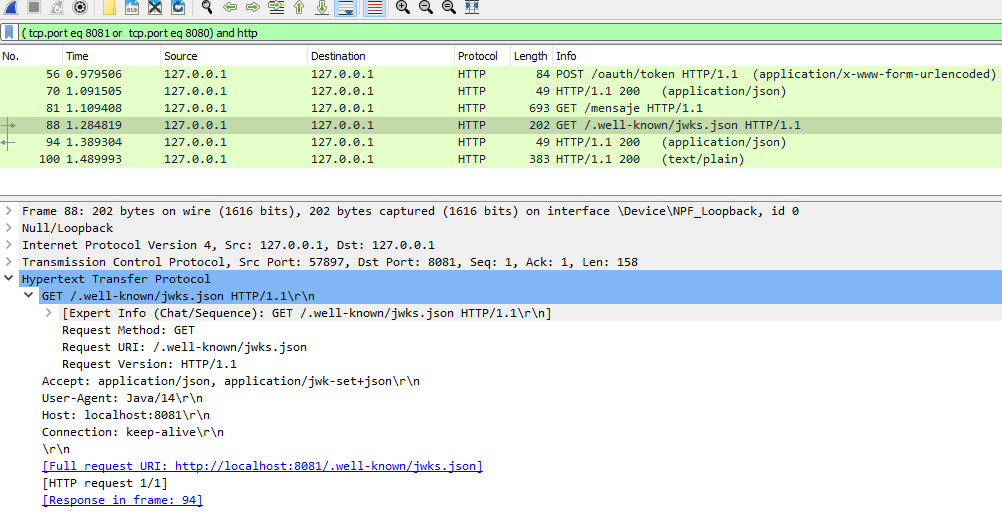 ( tcp.port eq 8081 or  tcp.port eq 8080) and http
No. Time Source Destination Protocol Length Info
56 0.979506 127.0.0.1 127.0.0.1 HTTP 84 POST /oauth/token HTTP/1.1  (application/x-www-form-urlencoded)
70 1.091505 127.0.0.1 127.0.0.1 HTTP 49 HTTP/1.1 200   (application/json)
81 1.109408 127.0.0.1 127.0.0.1 HTTP 693 GET /mensaje HTTP/1.1
88 1.284819 127.0.0.1 127.0.0.1 HTTP 202 GET /.well-known/jwks.json HTTP/1.1
94 1.389304 127.0.0.1 127.0.0.1 HTTP 49 HTTP/1.1 200   (application/json)
100 1.489993 127.0.0.1 127.0.0.1 HTTP 383 HTTP/1.1 200   (text/plain)
Frame 88: 202 bytes on wire (1616 bits), 202 bytes captured (1616 bits) on interface \Device\NPF_Loopback, id 0
Null/Loopback
Internet Protocol Version 4, Src: 127.0.0.1, Dst: 127.0.0.1
Transmission Control Protocol, Src Port: 57897, Dst Port: 8081, Seq: 1, Ack: 1, Len: 158
Hypertext Transfer Protocol
GET /.well-known/jwks.json HTTP/1.1\r\n
[Expert Info (Chat/Sequence): GET /.well-known/jwks.json HTTP/1.1\r\n]
Request Method: GET
Request URI: /.well-known/jwks.json
Request Version: HTTP/1.1
Accept: application/json, application/jwk-set+json\r\n
User-Agent: Java/14\r\n
Host: localhost:8081\r\n
Connection: keep-alive\r\n
\r\n
[Full request URI: http://localhost:8081/.well-known/jwks.json]
[HTTP request 1/1]
[Response in frame: 94]